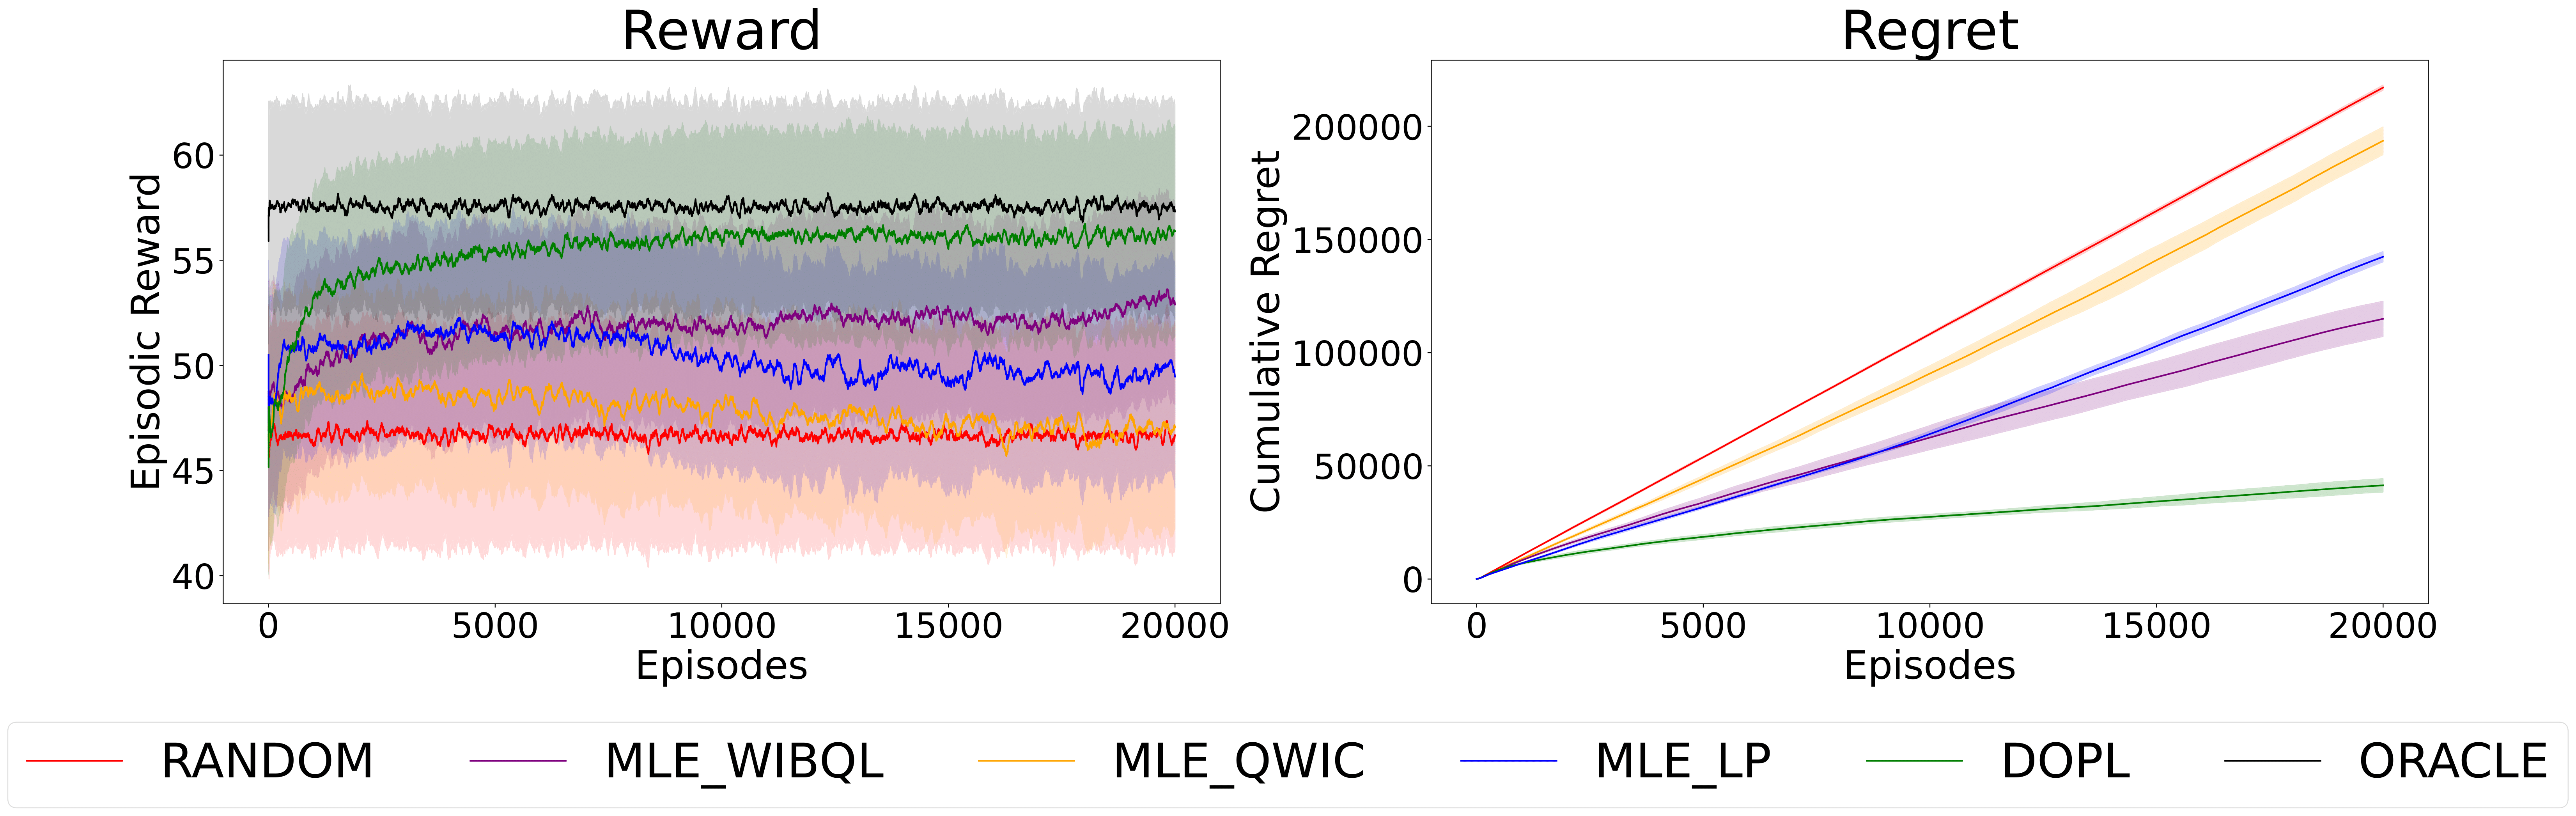 Reward
Episodic Reward
60
55
50
45
40
0 5000 10000 15000 20000
Episodes
Regret
Cumulative Regret
200000
150000
100000
50000
0
0 5000 10000 15000 20000
Episodes
RANDOM MLE_WIBQL MLE_QWIC MLE_LP DOPL ORACLE